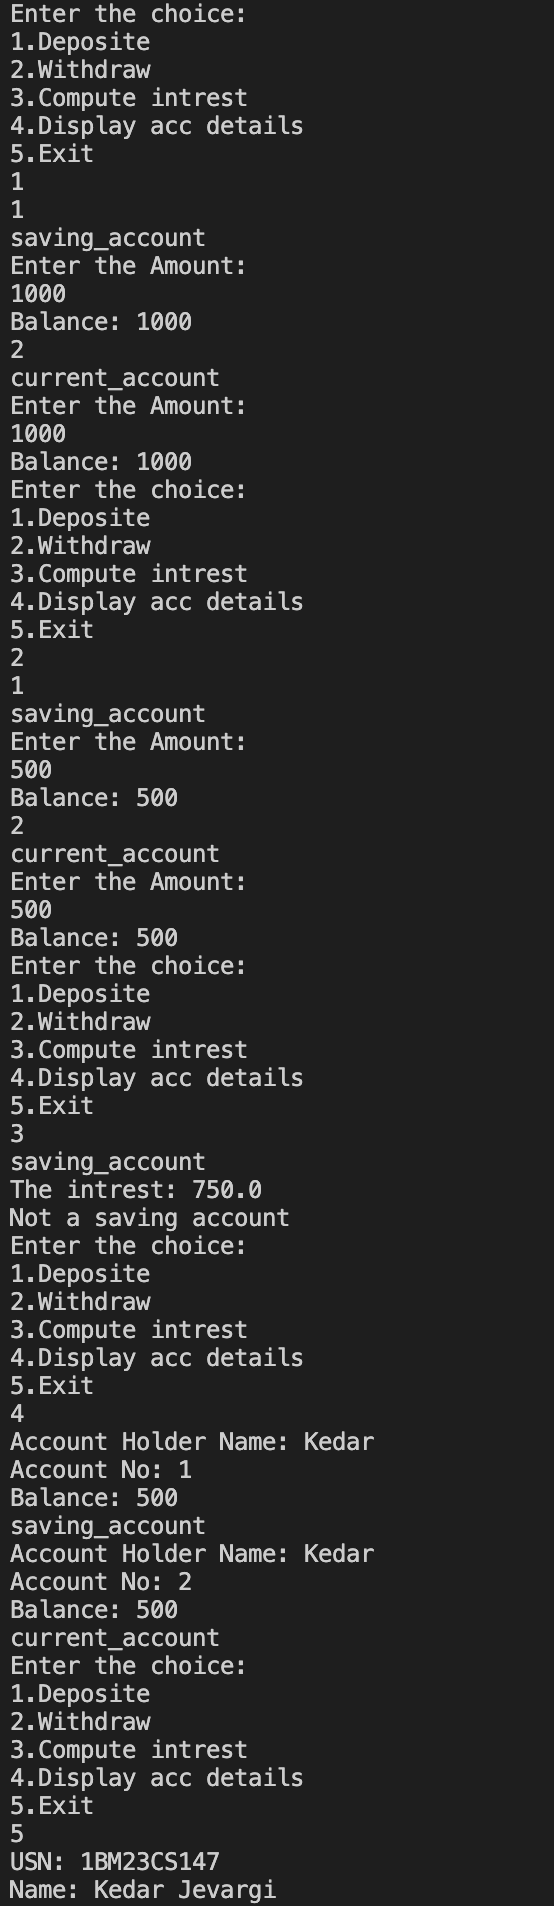 Enter the choice:
1.Deposite
2.Withdraw
3.Compute intrest
4.Display acc details
5.Exit
1
1
saving_account
Enter the Amount:
1000
Balance: 1000
2
current_account
Enter the Amount:
1000
Balance: 1000
Enter the choice:
1.Deposite
2.Withdraw
3.Compute intrest
4.Display acc details
5.Exit
2
1
saving_account
Enter the Amount:
500
Balance: 500
2
current_account
Enter the Amount:
500
Balance: 500
Enter the choice:
1.Deposite
2.Withdraw
3.Compute intrest
4.Display acc details
5.Exit
3
saving_account
The intrest: 750.0
Not a saving account
Enter the choice:
1.Deposite
2.Withdraw
3.Compute intrest
4.Display acc details
5.Exit
4
Account Holder Name: Kedar
Account No: 1
Balance: 500
saving_account
Account Holder Name: Kedar
Account No: 2
Balance: 500
current_account
Enter the choice:
1.Deposite
2.Withdraw
3.Compute intrest
4.Display acc details
5.Exit
5
USN: 1BM23CS147
Name: Kedar Jevargi